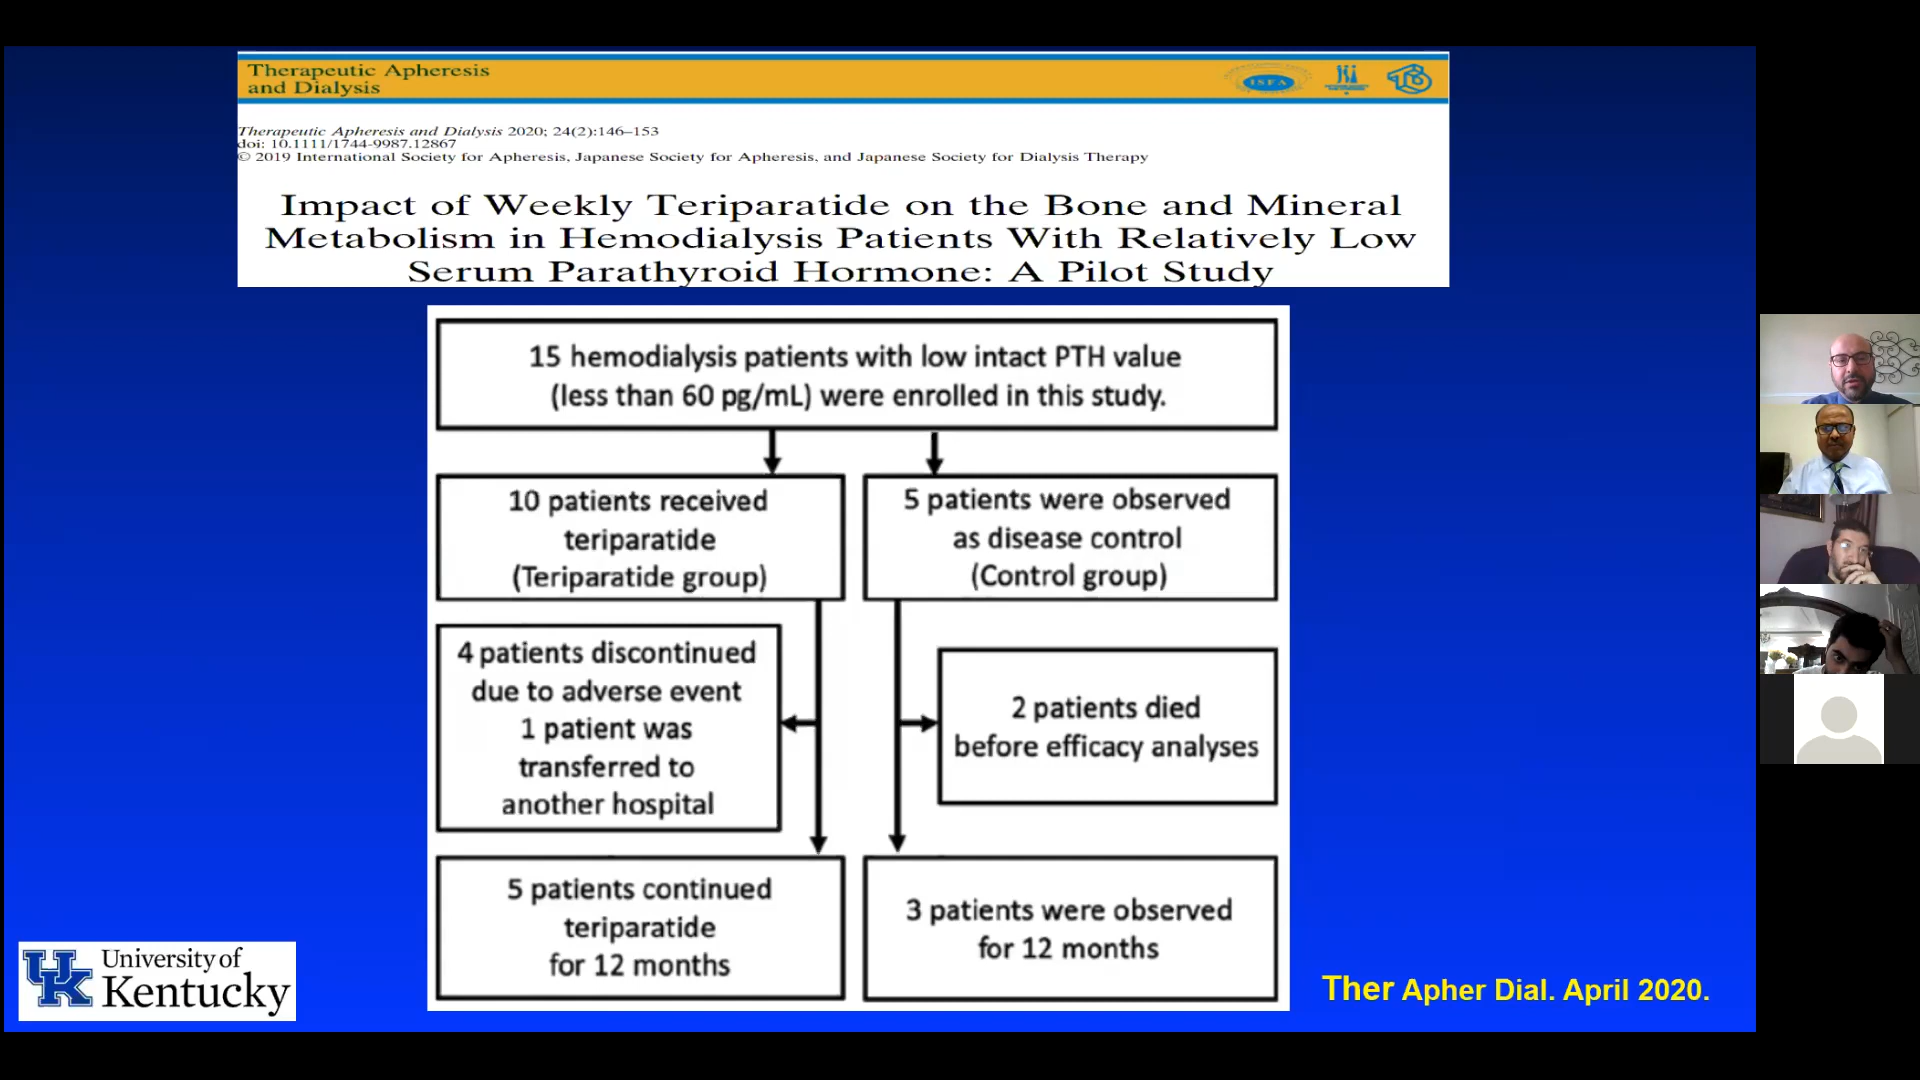 Therapeutic Apheresis
and Dialysis
ISFA
Therapeutic Apheresis and Dialysis 2020; 24(2):146–153
doi: 10.1111/1744-9987.12867
© 2019 International Society for Apheresis, Japanese Society for Apheresis, and Japanese Society for Dialysis Therapy
Impact of Weekly Teriparatide on the Bone and Mineral
Metabolism in Hemodialysis Patients With Relatively Low
Serum Parathyroid Hormone: A Pilot Study
15 hemodialysis patients with low intact PTH value
(less than 60 pg/mL) were enrolled in this study.
10 patients received
teriparatide
(Teriparatide group)
5 patients were observed
as disease control
(Control group)
4 patients discontinued
due to adverse event
1 patient was
transferred to
another hospital
2 patients died
before efficacy analyses
5 patients continued
teriparatide
for 12 months
3 patients were observed
for 12 months
UK
University of
Kentucky
Ther Apher Dial. April 2020.